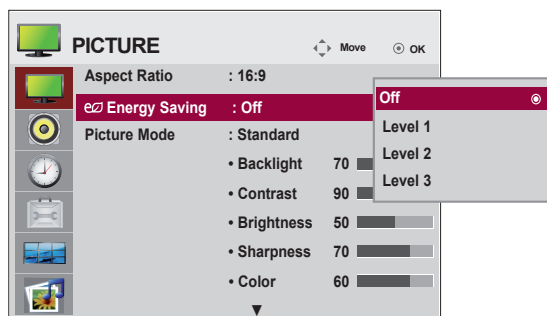 PICTURE
Move
OK
Aspect Ratio : 16:9
Energy Saving : Off
Picture Mode : Standard
• Backlight 70
• Contrast 90
• Brightness 50
• Sharpness 70
• Color 60
Off
Level 1
Level 2
Level 3